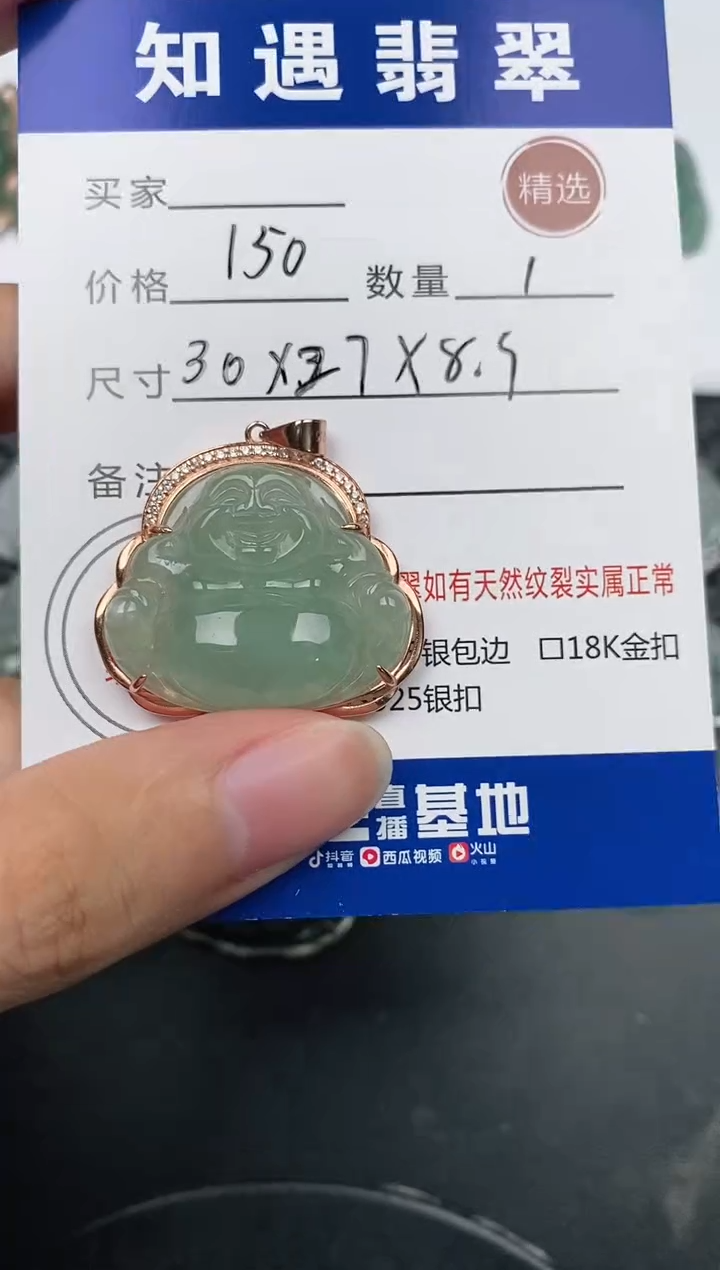 知遇翡翠
精选
买家
价格 150 数量 1
尺寸 30X27X8.5
备注
如有天然纹裂实属正常
银包边 口18K金扣
25银扣
直播基地
抖音 西瓜视频 火山